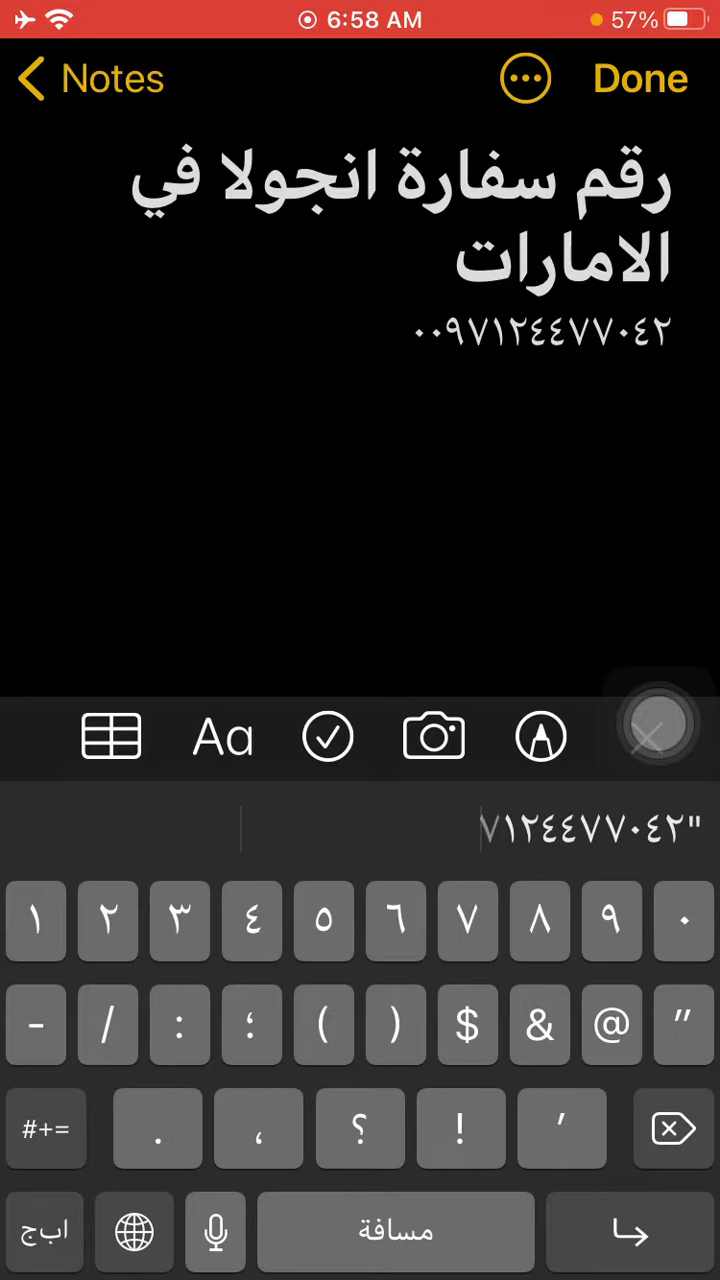 6:58 AM
57%
Notes
Done
رقم سفارة انجولا في
الامارات
٠٠٩٧١٢٤٤٧٧٠٤٢
Aa
٧١٢٤٤٧٧٠٤٢"
١ ٢ ٣ ٤ ٥ ٦ ٧ ٨ ٩ ٠
- / : ؛ ( ) $ & @ "
#+= . ، ؟ ! '
اب‌ج مسافة